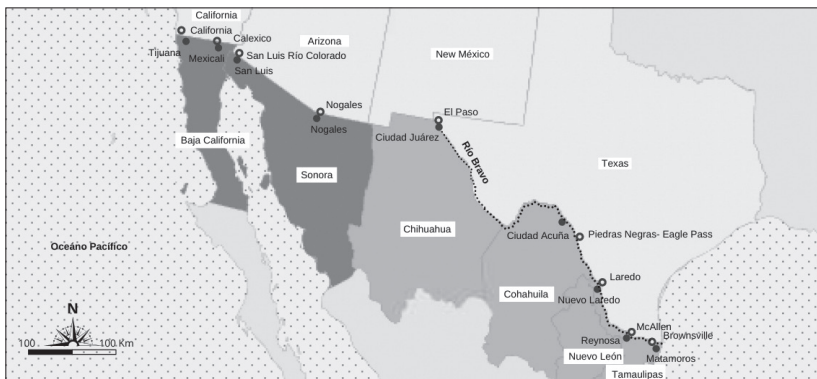 California
California
Calexico
Arizona
New México
Tijuana
Mexicali
San Luis Río Colorado
San Luis
Nogales
Nogales
El Paso
Ciudad Juárez
Baja California
Río Bravo
Texas
Sonora
Chihuahua
Ciudad Acuña
Piedras Negras- Eagle Pass
Oceáno Pacífico
Laredo
Cohahuila
Nuevo Laredo
N
McAllen
Brownsville
100
100 Km
Reynosa
Nuevo León
Matamoros
Tamaulipas